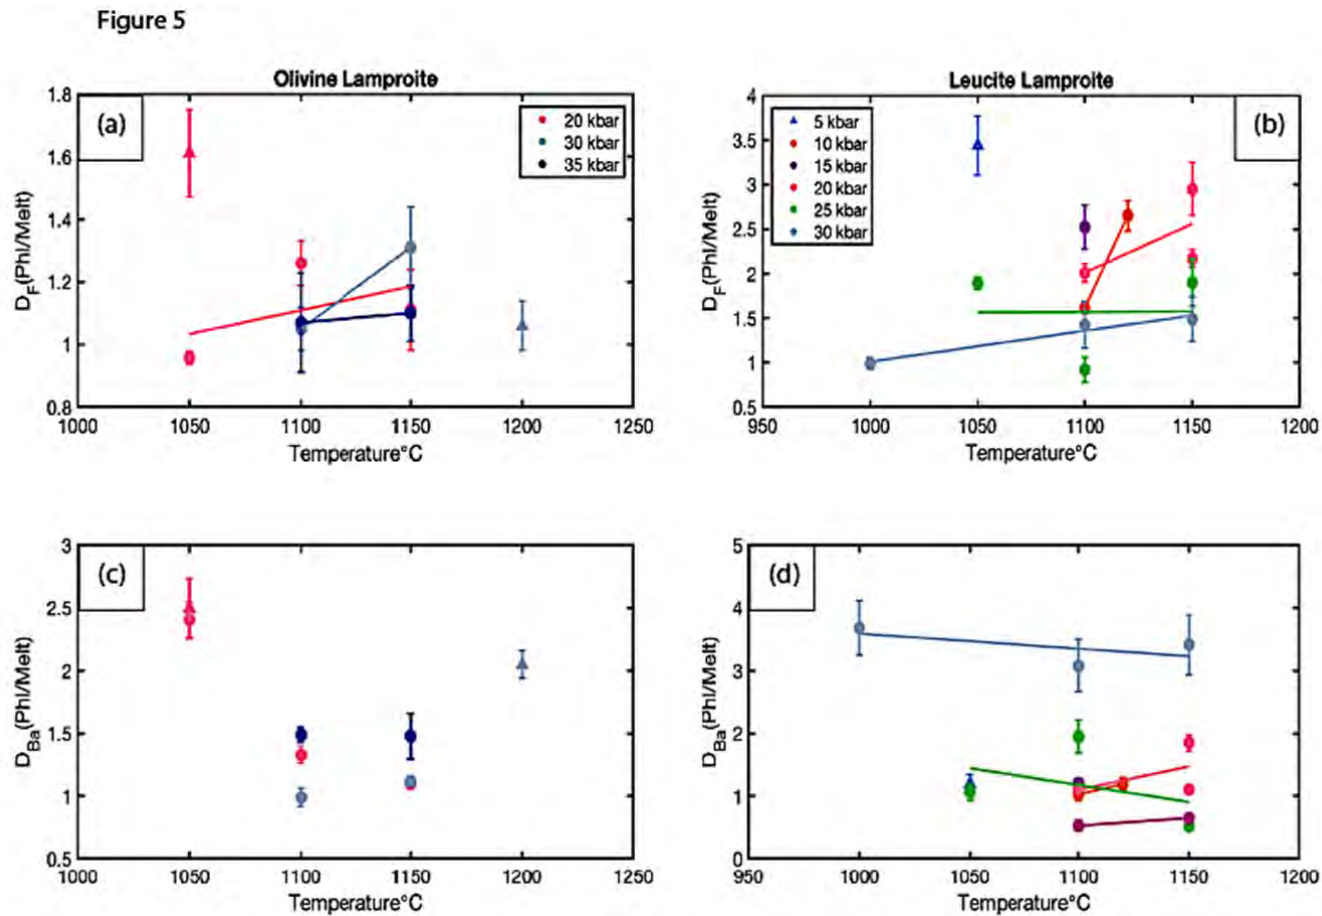 Figure 5
Olivine Lamproite
(a)
20 kbar
30 kbar
35 kbar
D_F(Phl/Melt)
1.8
1.6
1.4
1.2
1
0.8
1000 1050 1100 1150 1200 1250
Temperature°C
Leucite Lamproite
(b)
5 kbar
10 kbar
15 kbar
20 kbar
25 kbar
30 kbar
D_F(Phl/Melt)
4
3.5
3
2.5
2
1.5
1
0.5
950 1000 1050 1100 1150 1200
Temperature°C
(c)
D_Ba(Phl/Melt)
3
2.5
2
1.5
1
0.5
1000 1050 1100 1150 1200 1250
Temperature°C
(d)
D_Ba(Phl/Melt)
5
4
3
2
1
0
950 1000 1050 1100 1150 1200
Temperature°C